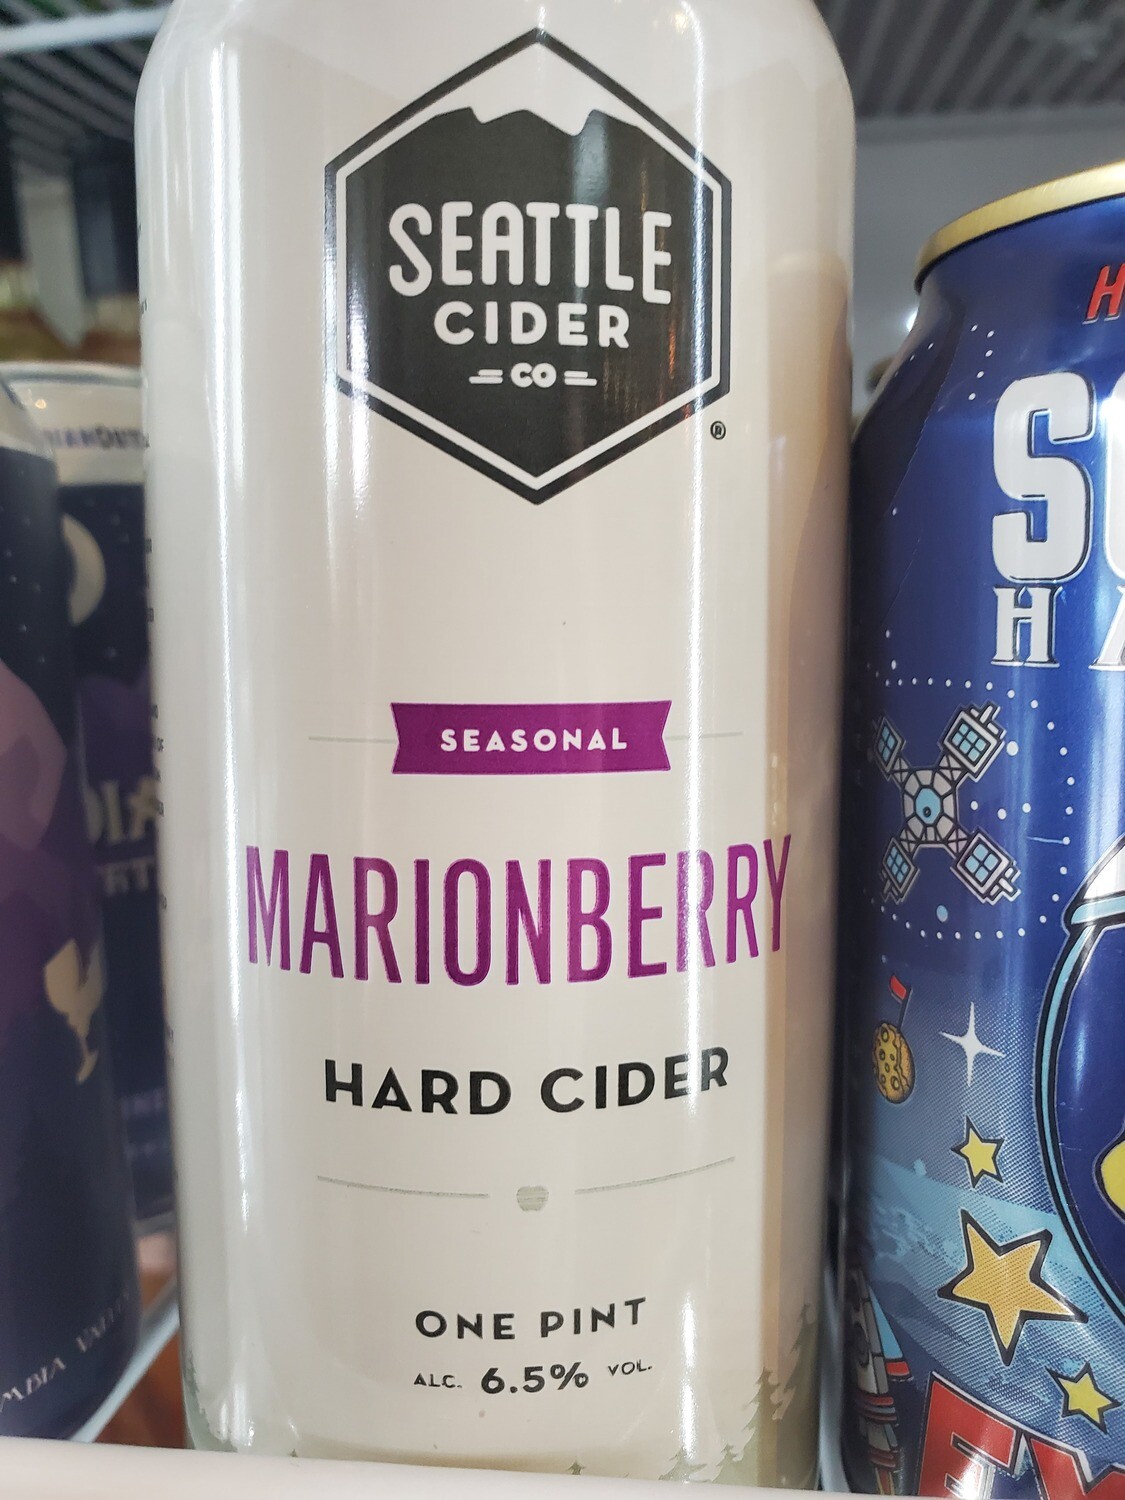 SEATTLE
CIDER
CO
®
SEASONAL
MARIONBERRY
HARD CIDER
ONE PINT
ALC. 6.5% VOL.